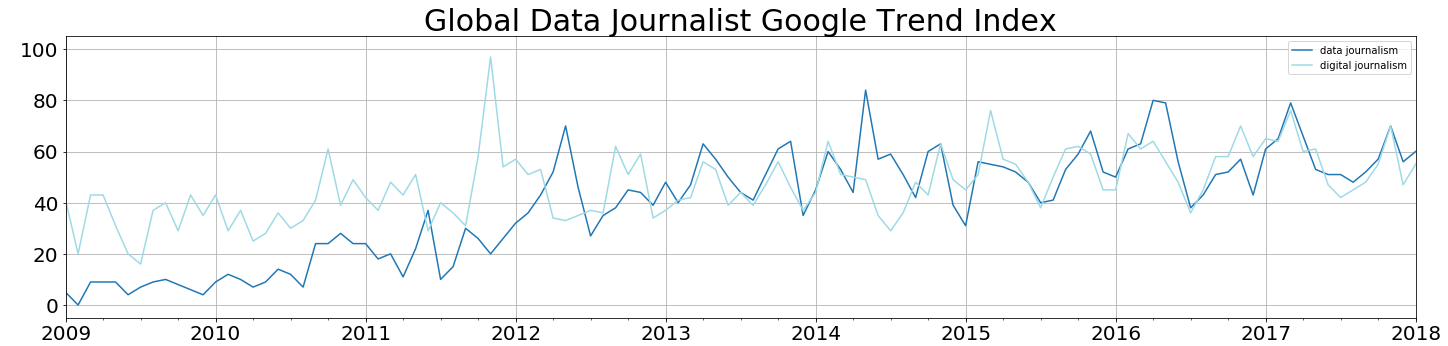 Global Data Journalist Google Trend Index
100
80
60
40
20
0
data journalism
digital journalism
2009 2010 2011 2012 2013 2014 2015 2016 2017 2018